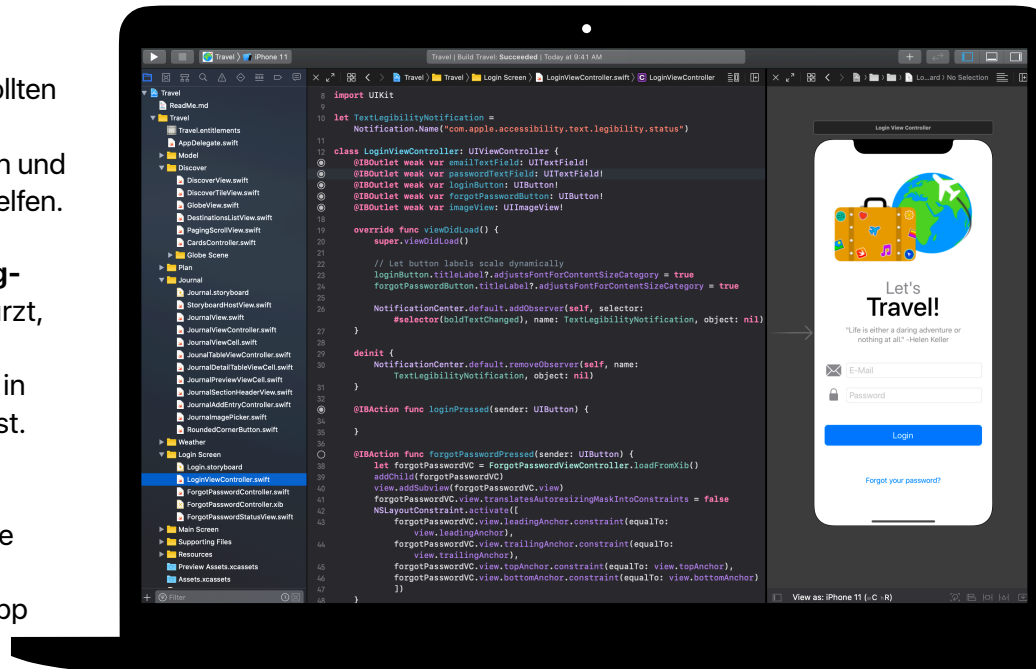 ollten
n und
elfen.
g-
rzt,
in
st.
e
pp
Travel 〉 iPhone 11
Travel | Build Travel: Succeeded | Today at 9:41 AM
Travel 〉 Travel 〉 Login Screen 〉 LoginViewController.swift 〉 C LoginViewController
Lo...ard 〉 No Selection
Travel
ReadMe.md
Travel
Travel.entitlements
AppDelegate.swift
Model
Discover
DiscoverView.swift
DiscoverTileView.swift
GlobeView.swift
DestinationsListView.swift
PagingScrollView.swift
CardsController.swift
Globe Scene
Plan
Journal
Journal.storyboard
StoryboardHostView.swift
JournalView.swift
JournalViewController.swift
JournalViewCell.swift
JounalTableViewController.swift
JournalDetailTableViewCell.swift
JournalPreviewViewCell.swift
JournalSectionHeaderView.swift
JournalAddEntryController.swift
JournalImagePicker.swift
RoundedCornerButton.swift
Weather
Login Screen
Login.storyboard
LoginViewController.swift
ForgotPasswordController.swift
ForgotPasswordController.xib
ForgotPasswordStatusView.swift
Main Screen
Supporting Files
Resources
Preview Assets.xcassets
Assets.xcassets
Filter
8 import UIKit
9
10 let TextLegibilityNotification =
Notification.Name("com.apple.accessibility.text.legibility.status")
11
12 class LoginViewController: UIViewController {
@IBOutlet weak var emailTextField: UITextField!
@IBOutlet weak var passwordTextField: UITextField!
@IBOutlet weak var loginButton: UIButton!
@IBOutlet weak var forgotPasswordButton: UIButton!
@IBOutlet weak var imageView: UIImageView!
18
19 override func viewDidLoad() {
20 super.viewDidLoad()
21
22 // Let button labels scale dynamically
23 loginButton.titleLabel?.adjustsFontForContentSizeCategory = true
24 forgotPasswordButton.titleLabel?.adjustsFontForContentSizeCategory = true
25
26 NotificationCenter.default.addObserver(self, selector:
#selector(boldTextChanged), name: TextLegibilityNotification, object: nil)
27 }
28
29 deinit {
30 NotificationCenter.default.removeObserver(self, name:
TextLegibilityNotification, object: nil)
31 }
32
@IBAction func loginPressed(sender: UIButton) {
34
35 }
36
@IBAction func forgotPasswordPressed(sender: UIButton) {
38 let forgotPasswordVC = ForgotPasswordViewController.loadFromXib()
39 addChild(forgotPasswordVC)
40 view.addSubview(forgotPasswordVC.view)
41 forgotPasswordVC.view.translatesAutoresizingMaskIntoConstraints = false
42 NSLayoutConstraint.activate([
43 forgotPasswordVC.view.leadingAnchor.constraint(equalTo:
view.leadingAnchor),
44 forgotPasswordVC.view.trailingAnchor.constraint(equalTo:
view.trailingAnchor),
45 forgotPasswordVC.view.topAnchor.constraint(equalTo: view.topAnchor),
46 forgotPasswordVC.view.bottomAnchor.constraint(equalTo: view.bottomAnchor)
47 ])
48 }
Login View Controller
Let's
Travel!
"Life is either a daring adventure or
nothing at all." -Helen Keller
E-Mail
Password
Login
Forgot your password?
View as: iPhone 11 (wC hR)